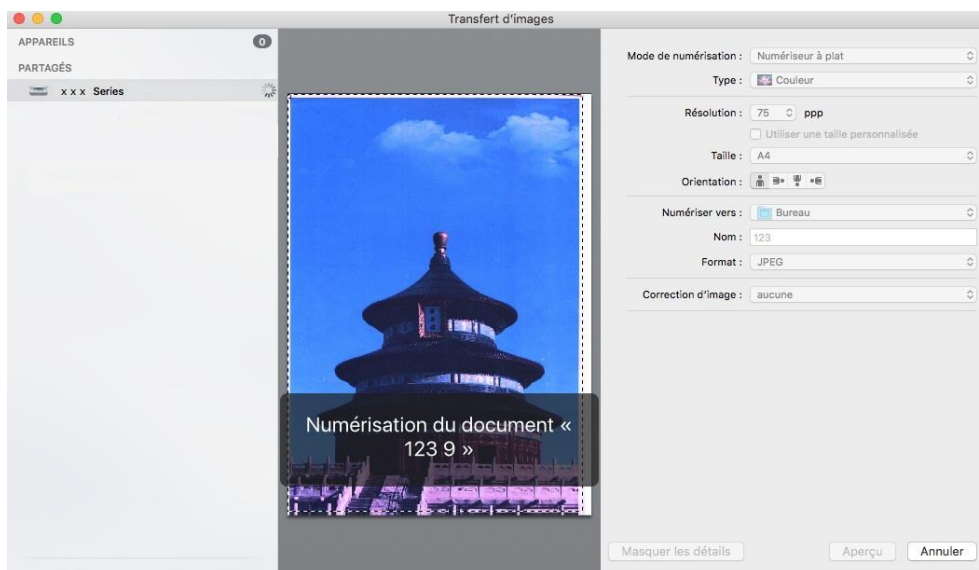 Transfert d'images
APPAREILS 0
PARTAGÉS
x x x Series
Numérisation du document «
123 9 »
Mode de numérisation : Numériseur à plat
Type : Couleur
Résolution : 75 ppp
Utiliser une taille personnalisée
Taille : A4
Orientation :
Numériser vers : Bureau
Nom : 123
Format : JPEG
Correction d'image : aucune
Masquer les détails Aperçu Annuler